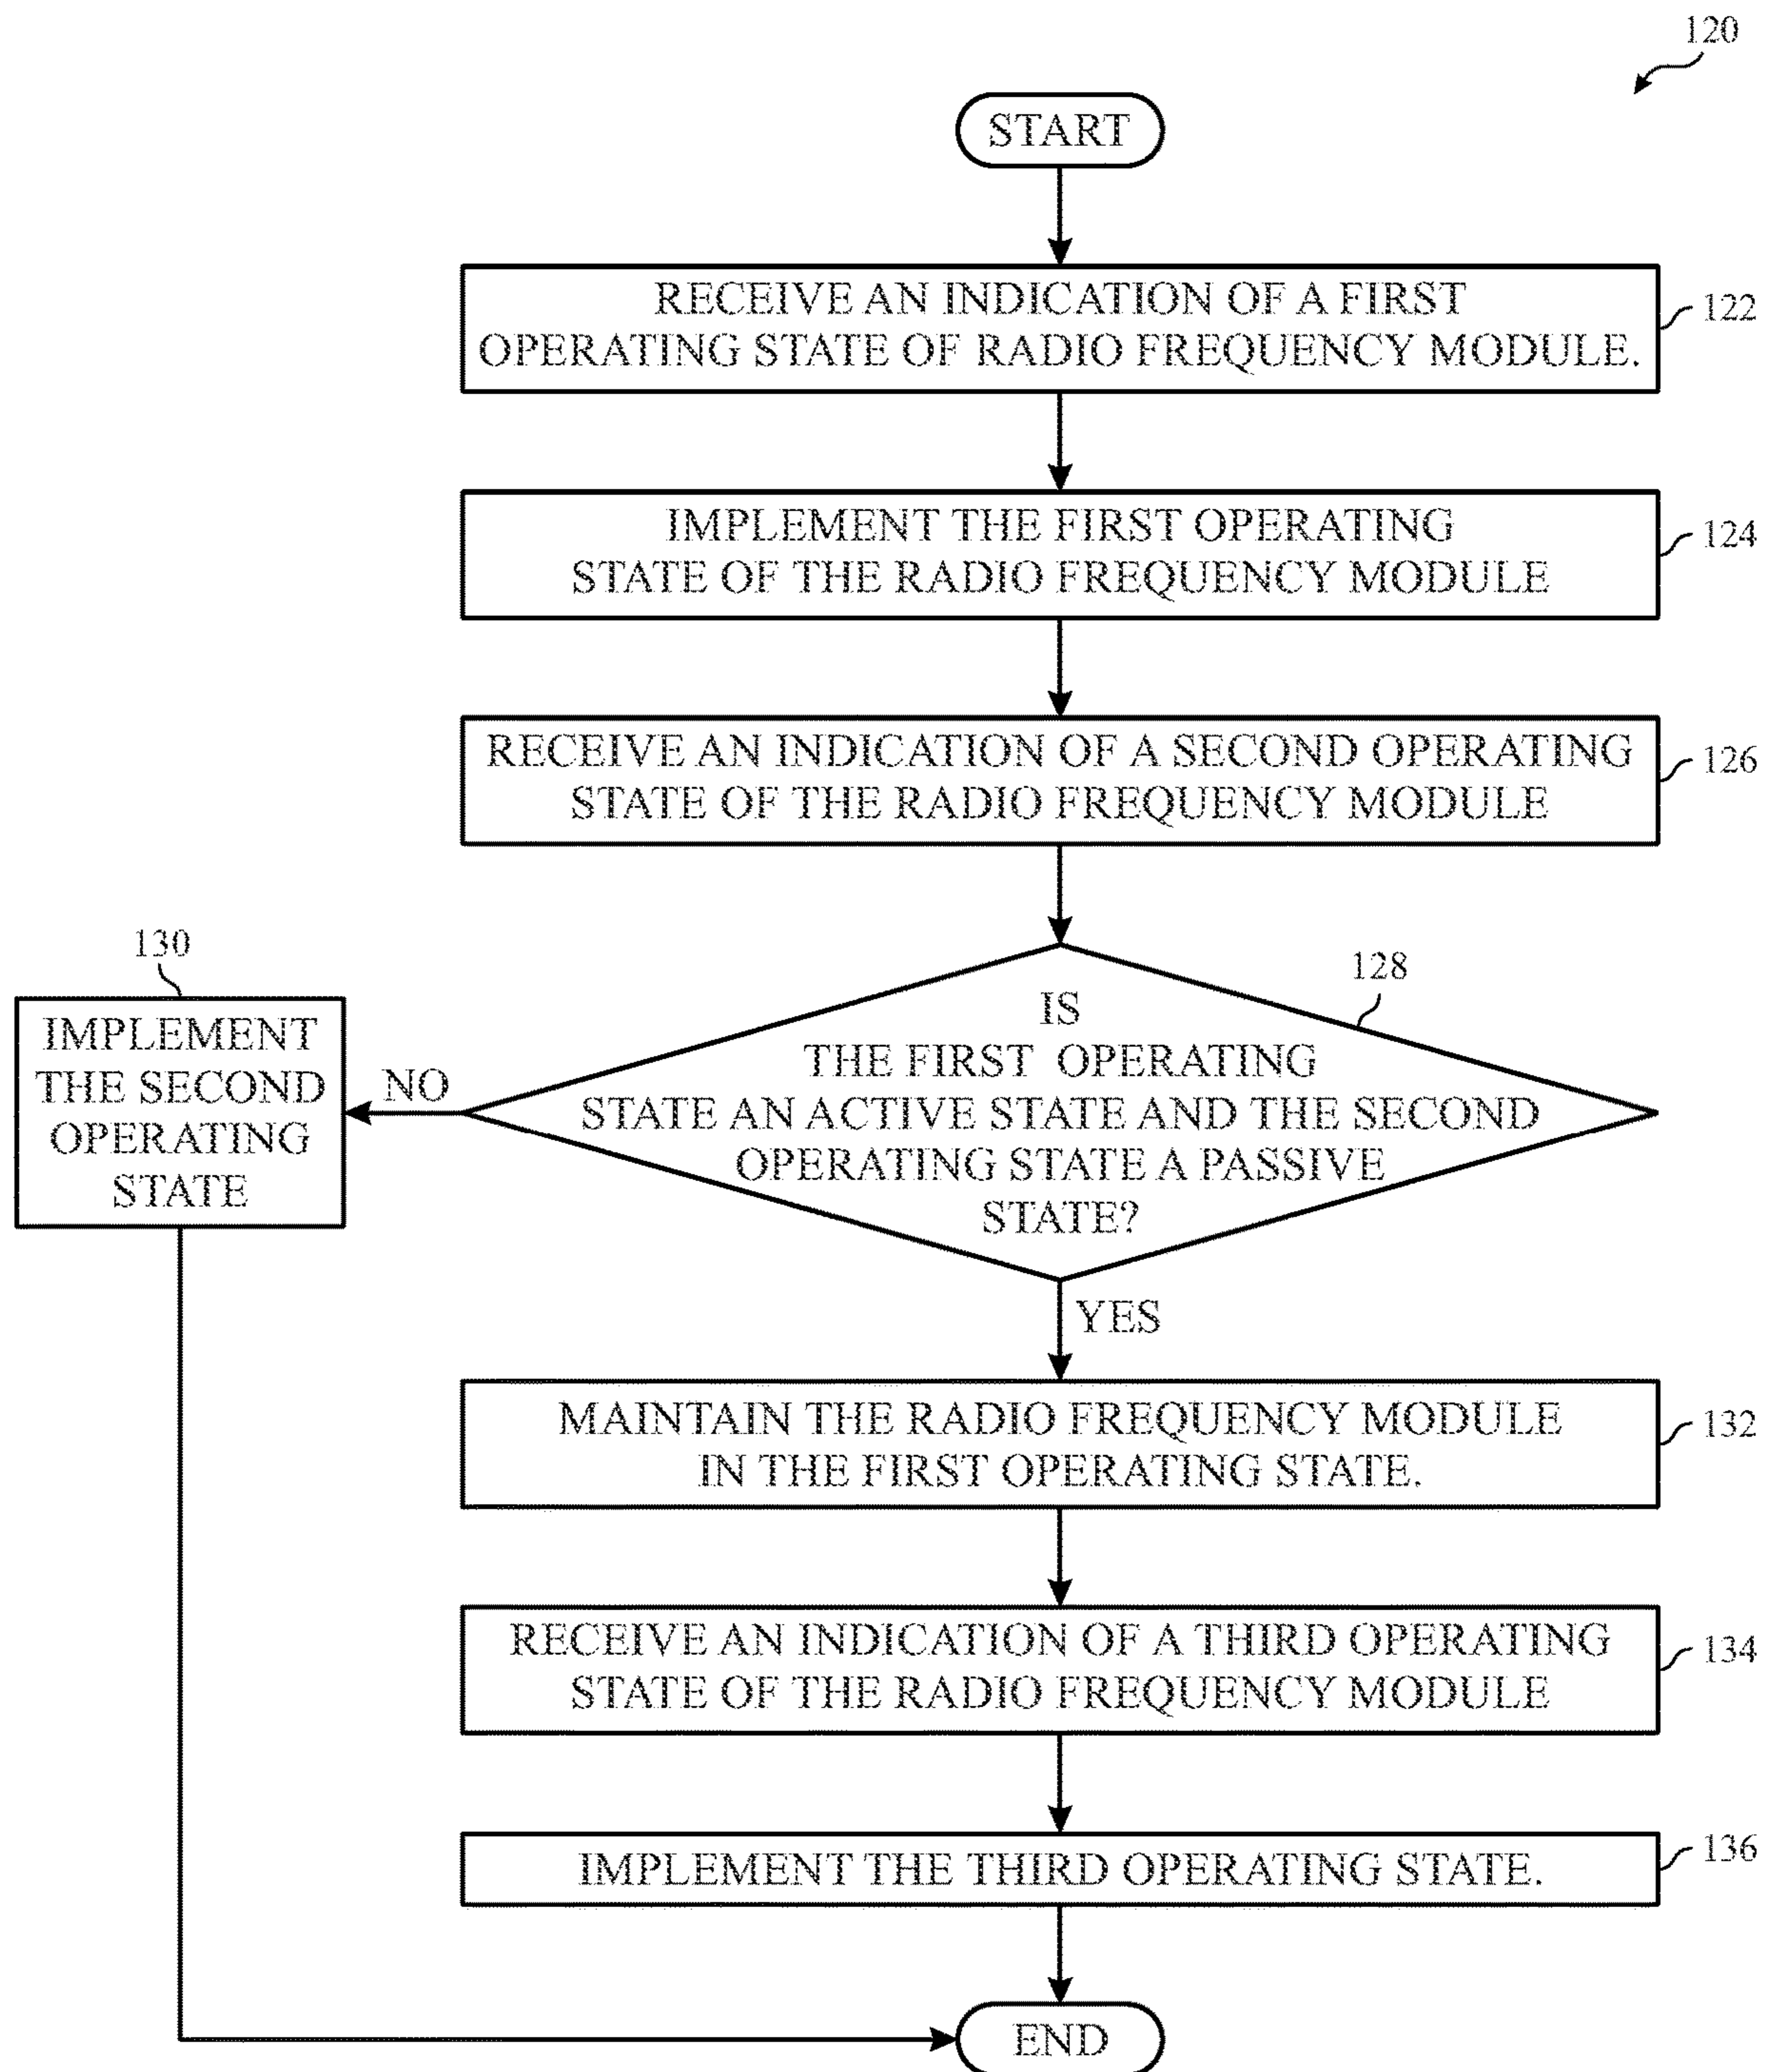 120
START
RECEIVE AN INDICATION OF A FIRST
OPERATING STATE OF RADIO FREQUENCY MODULE.
122
IMPLEMENT THE FIRST OPERATING
STATE OF THE RADIO FREQUENCY MODULE
124
RECEIVE AN INDICATION OF A SECOND OPERATING
STATE OF THE RADIO FREQUENCY MODULE
126
IS
THE FIRST OPERATING
STATE AN ACTIVE STATE AND THE SECOND
OPERATING STATE A PASSIVE
STATE?
128
NO
130
IMPLEMENT
THE SECOND
OPERATING
STATE
YES
MAINTAIN THE RADIO FREQUENCY MODULE
IN THE FIRST OPERATING STATE.
132
RECEIVE AN INDICATION OF A THIRD OPERATING
STATE OF THE RADIO FREQUENCY MODULE
134
IMPLEMENT THE THIRD OPERATING STATE.
136
END